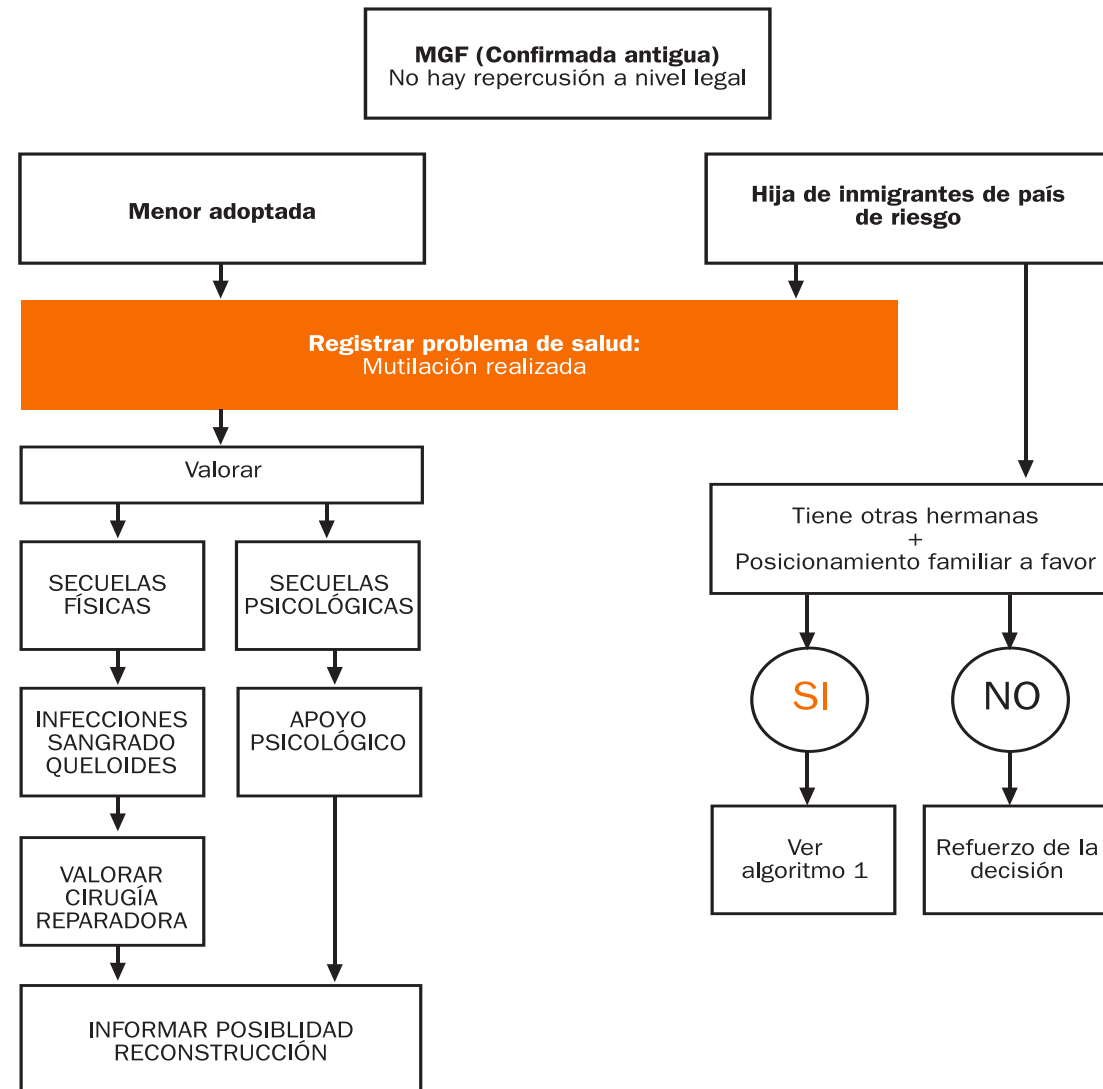 MGF (Confirmada antigua)
No hay repercusión a nivel legal
Menor adoptada
Hija de inmigrantes de país
de riesgo
Registrar problema de salud:
Mutilación realizada
Valorar
SECUELAS
FÍSICAS
SECUELAS
PSICOLÓGICAS
INFECCIONES
SANGRADO
QUELOIDES
APOYO
PSICOLÓGICO
VALORAR
CIRUGÍA
REPARADORA
INFORMAR POSIBLIDAD
RECONSTRUCCIÓN
Tiene otras hermanas
+
Posicionamiento familiar a favor
SI
NO
Ver
algoritmo 1
Refuerzo de la
decisión